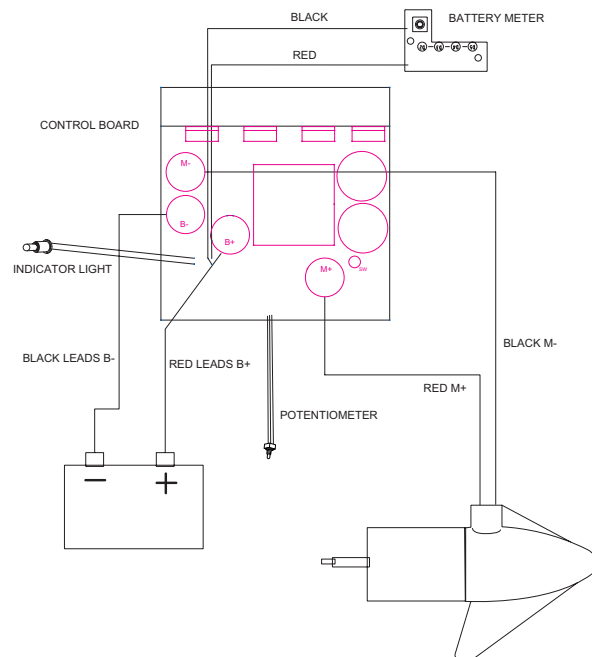 BLACK
BATTERY METER
RED
CONTROL BOARD
M-
B-
B+
M+
SW
INDICATOR LIGHT
BLACK LEADS B-
RED LEADS B+
BLACK M-
RED M+
POTENTIOMETER
− +